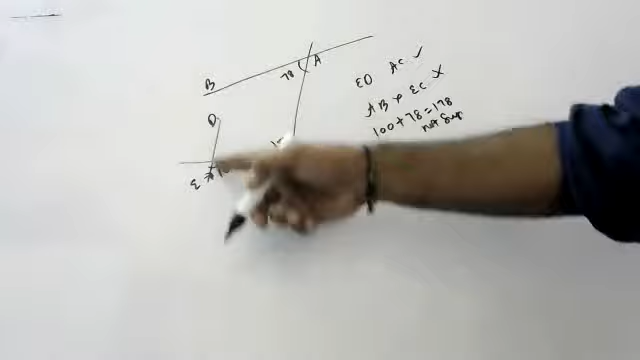 B
78
A
D
E
ED AC ✓
AB & EC ✗
100+78=178
not Sup